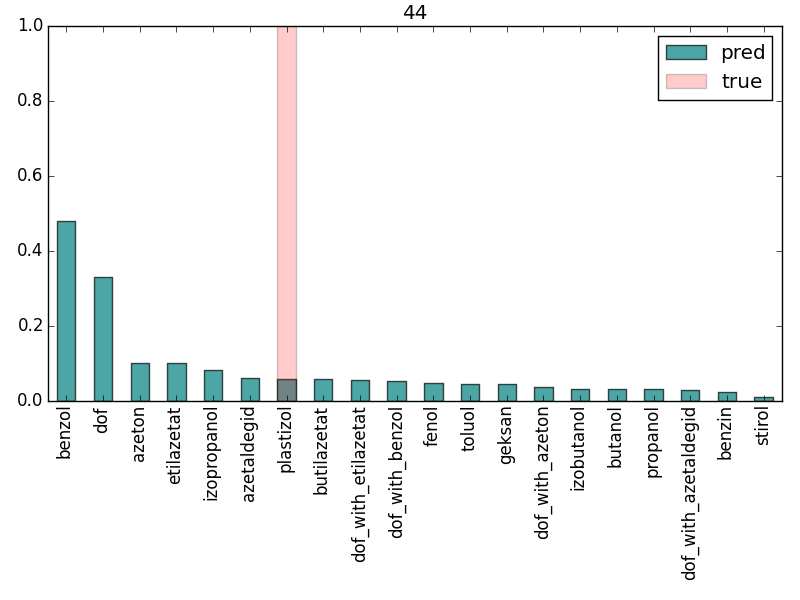 44
1.0
0.8
0.6
0.4
0.2
0.0
pred
true
benzol
dof
azeton
etilazetat
izopropanol
azetaldegid
plastizol
butilazetat
dof_with_etilazetat
dof_with_benzol
fenol
toluol
geksan
dof_with_azeton
izobutanol
butanol
propanol
dof_with_azetaldegid
benzin
stirol